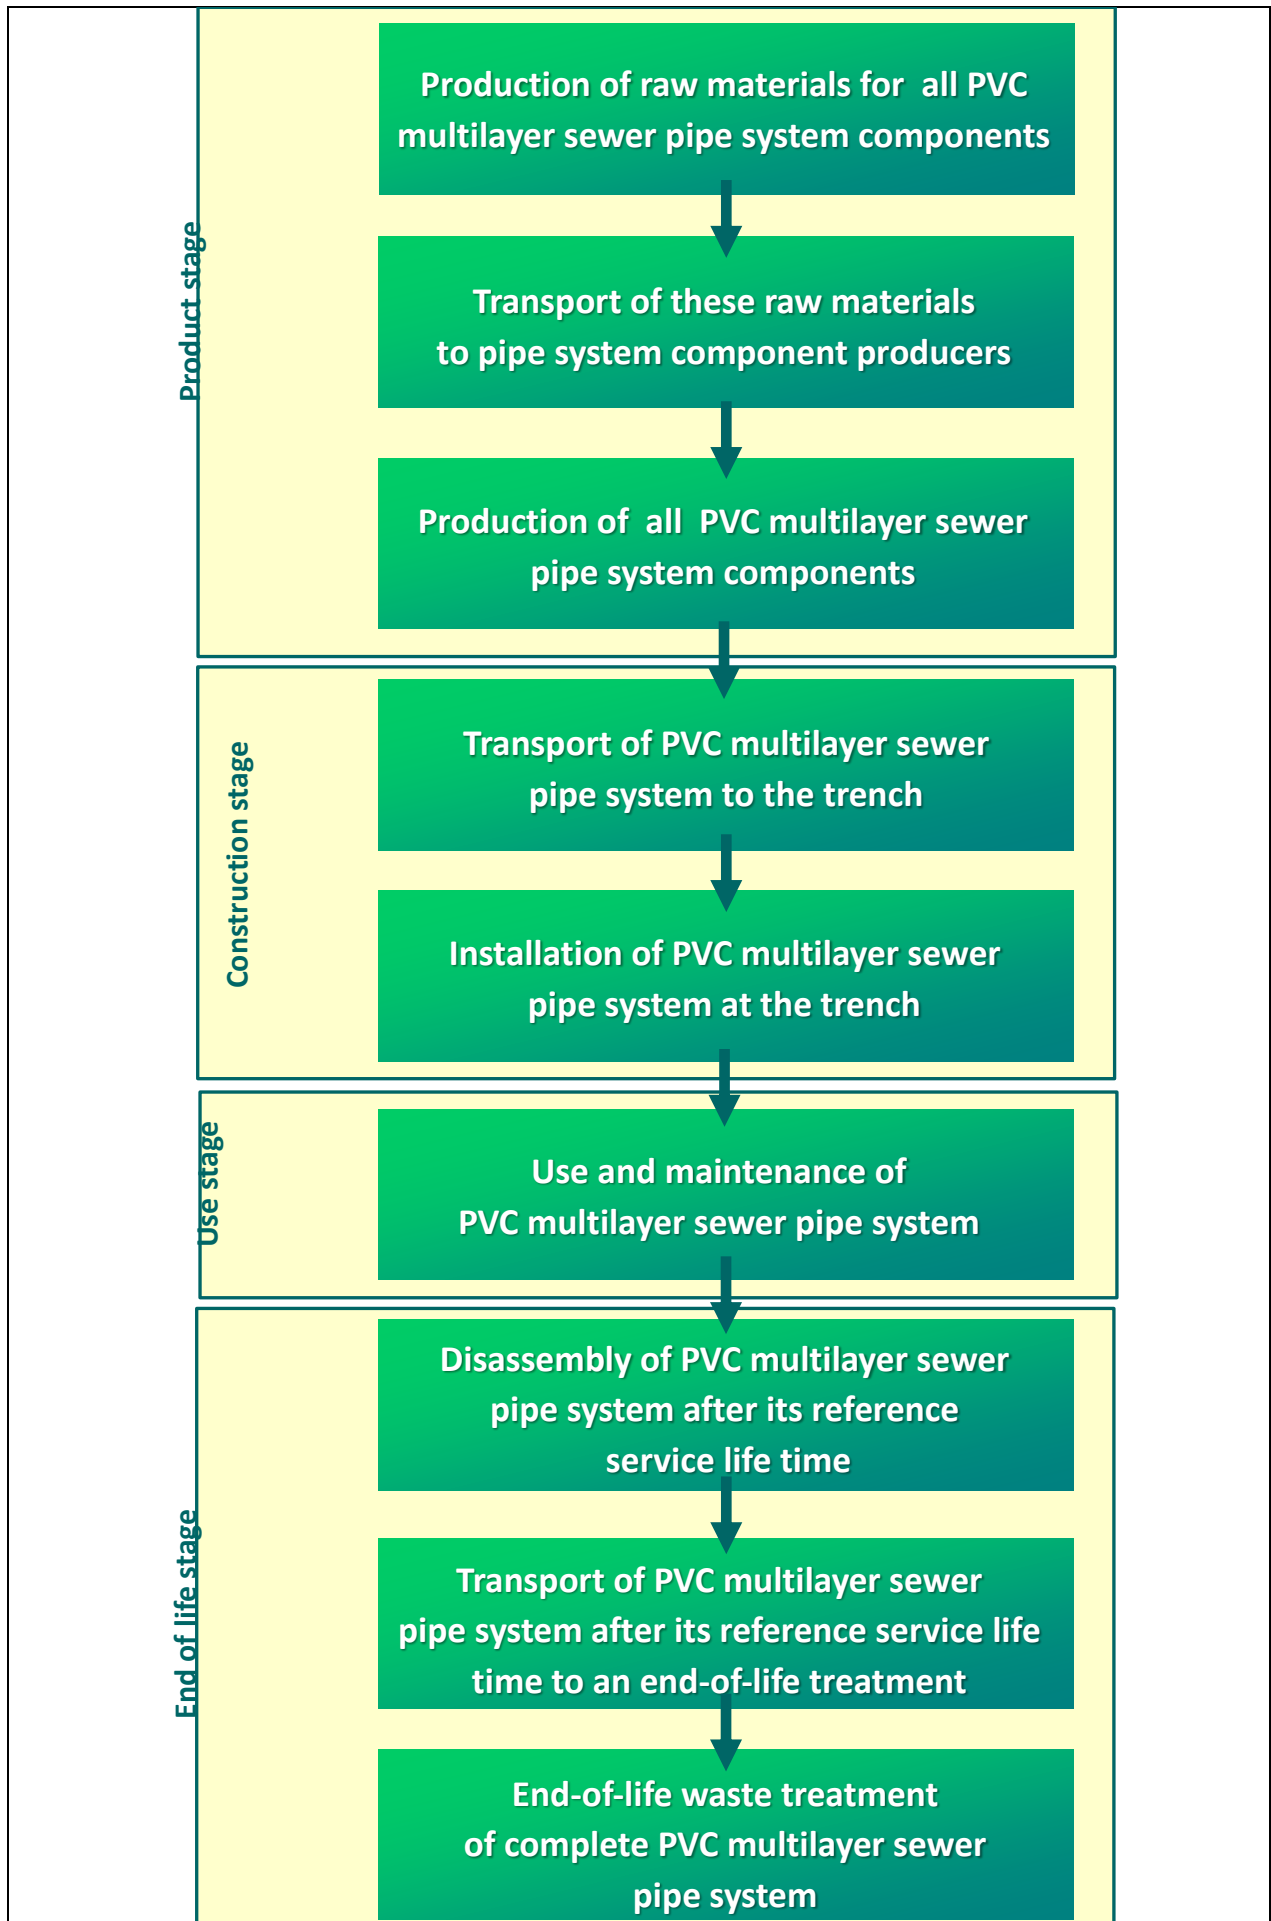 Product stage
Production of raw materials for all PVC
multilayer sewer pipe system components
Transport of these raw materials
to pipe system component producers
Production of all PVC multilayer sewer
pipe system components
Construction stage
Transport of PVC multilayer sewer
pipe system to the trench
Installation of PVC multilayer sewer
pipe system at the trench
Use stage
Use and maintenance of
PVC multilayer sewer pipe system
End of life stage
Disassembly of PVC multilayer sewer
pipe system after its reference
service life time
Transport of PVC multilayer sewer
pipe system after its reference service life
time to an end-of-life treatment
End-of-life waste treatment
of complete PVC multilayer sewer
pipe system